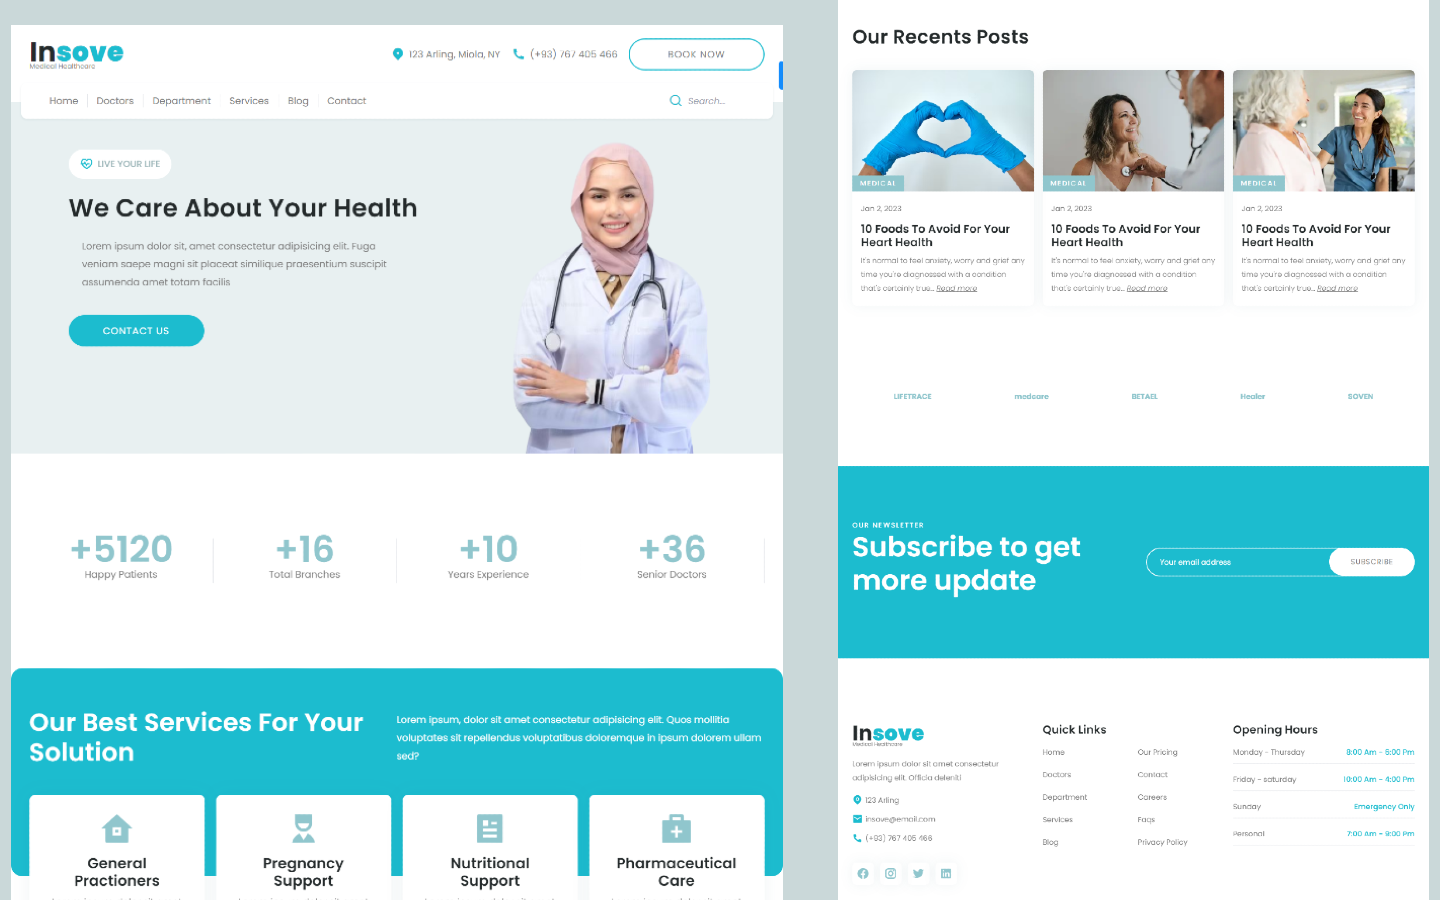 Insove
Medical Healthcare
123 Arling, Miola, NY
(+93) 767 405 466
BOOK NOW
Home
Doctors
Department
Services
Blog
Contact
Search...
LIVE YOUR LIFE
We Care About Your Health
Lorem ipsum dolor sit, amet consectetur adipisicing elit. Fuga
veniam saepe magni sit placeat similique praesentium suscipit
assumenda amet totam facilis
CONTACT US
+5120
Happy Patients
+16
Total Branches
+10
Years Experience
+36
Senior Doctors
Our Best Services For Your
Solution
Lorem ipsum, dolor sit amet consectetur adipisicing elit. Quos mollitia
voluptates sit repellendus voluptatibus doloremque in ipsum dolorem ullam
sed?
General
Practioners
Pregnancy
Support
Nutritional
Support
Pharmaceutical
Care
Our Recents Posts
MEDICAL
Jan 2, 2023
10 Foods To Avoid For Your
Heart Health
It's normal to feel anxiety, worry and grief any
time you're diagnossed with a condition
that's certainly true... Read more
MEDICAL
Jan 2, 2023
10 Foods To Avoid For Your
Heart Health
It's normal to feel anxiety, worry and grief any
time you're diagnossed with a condition
that's certainly true... Read more
MEDICAL
Jan 2, 2023
10 Foods To Avoid For Your
Heart Health
It's normal to feel anxiety, worry and grief any
time you're diagnossed with a condition
that's certainly true... Read more
LIFETRACE
medcare
BETAEL
Healer
SOVEN
OUR NEWSLETTER
Subscribe to get
more update
Your email address
SUBSCRIBE
Insove
Medical Healthcare
Lorem ipsum dolor sit amet consectetur
adipisicing elit. Officia deleniti
123 Arling
insove@email.com
(+93) 767 405 466
Quick Links
Home
Doctors
Department
Services
Blog
Our Pricing
Contact
Careers
Faqs
Privacy Policy
Opening Hours
Monday - Thursday
8:00 Am - 6:00 Pm
Friday - saturday
10:00 Am - 4:00 Pm
Sunday
Emergency Only
Personal
7:00 Am - 9:00 Pm